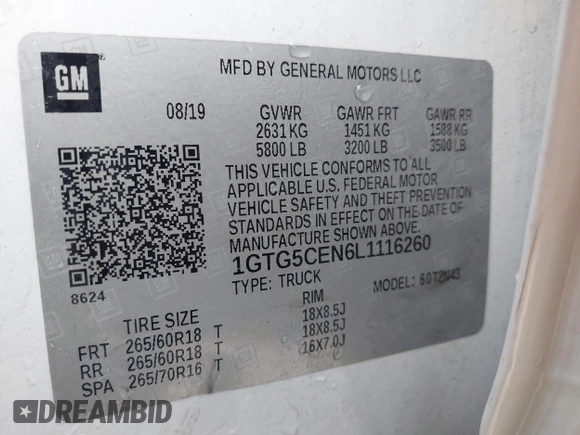 GM
MFD BY GENERAL MOTORS LLC
08/19 GVWR GAWR FRT GAWR RR
2631 KG 1451 KG 1588 KG
5800 LB 3200 LB 3500 LB
THIS VEHICLE CONFORMS TO ALL
APPLICABLE U.S. FEDERAL MOTOR
VEHICLE SAFETY AND THEFT PREVENTION
STANDARDS IN EFFECT ON THE DATE OF
MANUFACTURE SHOWN ABOVE.
1GTG5CEN6L1116260
8624
TYPE: TRUCK MODEL: 60T2N43
TIRE SIZE RIM
FRT 265/60R18 T 18X8.5J
RR 265/60R18 T 18X8.5J
SPA 265/70R16 T 16X7.0J
DREAMBID